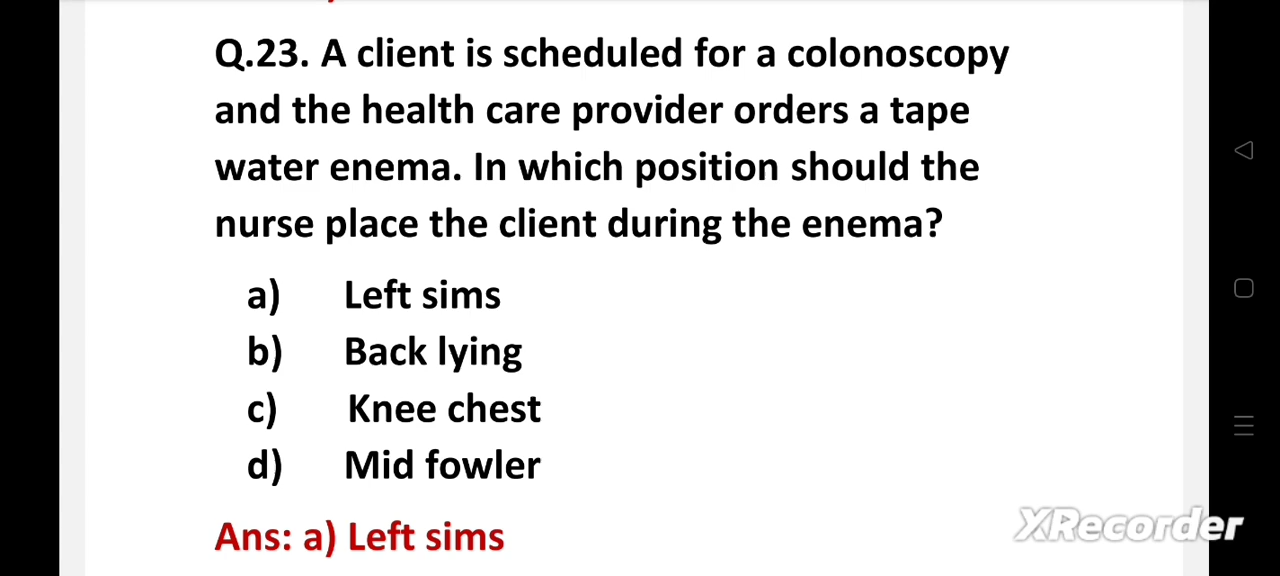 Q.23. A client is scheduled for a colonoscopy
and the health care provider orders a tape
water enema. In which position should the
nurse place the client during the enema?
a) Left sims
b) Back lying
c) Knee chest
d) Mid fowler
Ans: a) Left sims
XRecorder